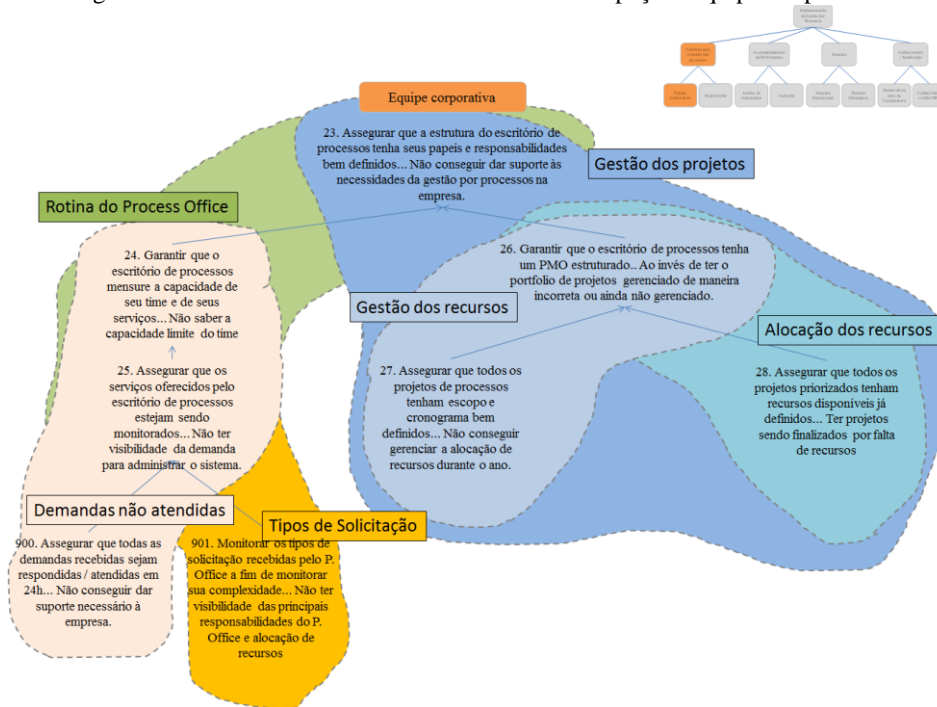 Equipe corporativa
23. Assegurar que a estrutura do escritório de
processos tenha seus papeis e responsabilidades
bem definidos... Não conseguir dar suporte às
necessidades da gestão por processos na
empresa.
Gestão dos projetos
Rotina do Process Office
24. Garantir que o
escritório de processos
mensure a capacidade de
seu time e de seus
serviços... Não saber a
capacidade limite do time
26. Garantir que o escritório de processos tenha
um PMO estruturado.. Ao invés de ter o
portfolio de projetos gerenciado de maneira
incorreta ou ainda não gerenciado.
Gestão dos recursos
Alocação dos recursos
25. Assegurar que os
serviços oferecidos pelo
escritório de processos
estejam sendo
monitorados... Não ter
visibilidade da demanda
para administrar o sistema.
27. Assegurar que todos os
projetos de processos
tenham escopo e
cronograma bem
definidos... Não conseguir
gerenciar a alocação de
recursos durante o ano.
28. Assegurar que todos os
projetos priorizados tenham
recursos disponíveis já
definidos... Ter projetos
sendo finalizados por falta
de recursos
Demandas não atendidas
Tipos de Solicitação
900. Assegurar que todas as
demandas recebidas sejam
respondidas / atendidas em
24h... Não conseguir dar
suporte necessário à
empresa.
901. Monitorar os tipos de
solicitação recebidas pelo P.
Office a fim de monitorar
sua complexidade... Não ter
visibilidade das principais
responsabilidades do P.
Office e alocação de
recursos